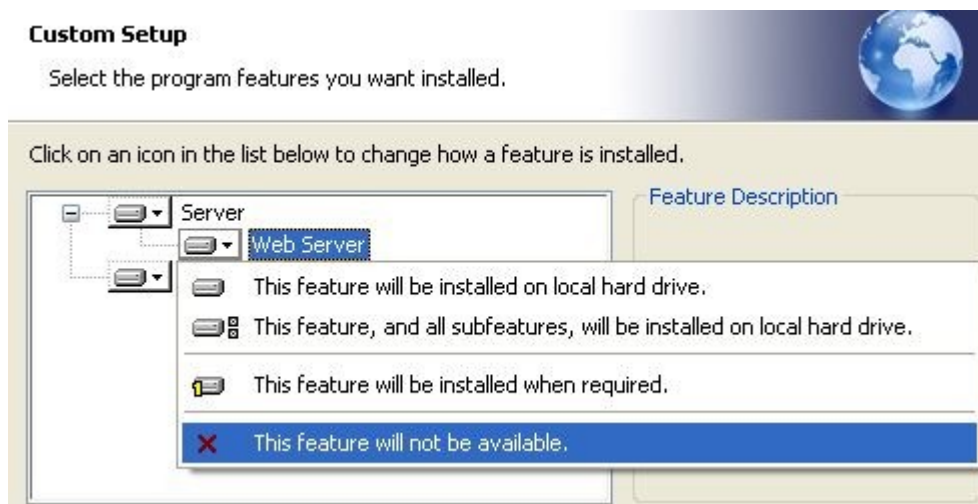 Custom Setup
Select the program features you want installed.
Click on an icon in the list below to change how a feature is installed.
Feature Description
Server
Web Server
This feature will be installed on local hard drive.
This feature, and all subfeatures, will be installed on local hard drive.
This feature will be installed when required.
This feature will not be available.